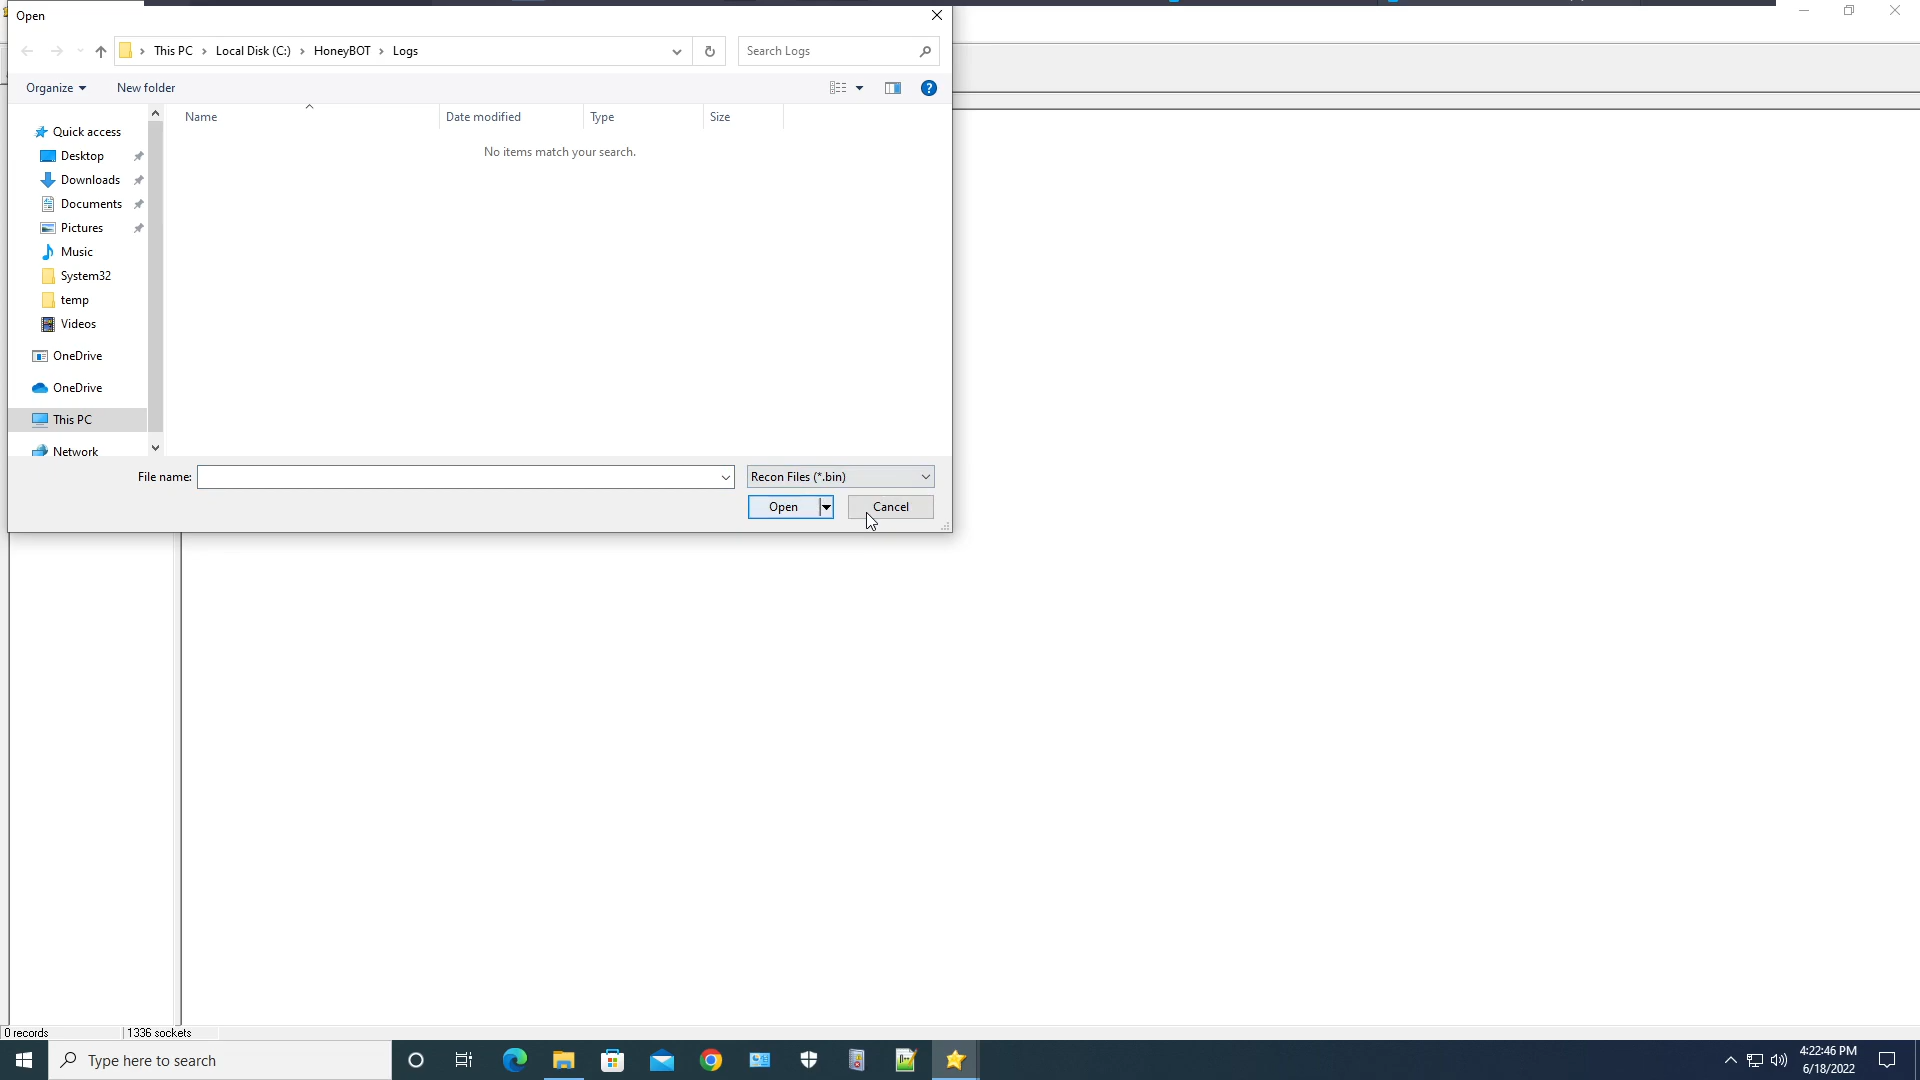 Open
This PC > Local Disk (C:) > HoneyBOT > Logs
Search Logs
Organize
New folder
Name
Date modified
Type
Size
No items match your search.
Quick access
Desktop
Downloads
Documents
Pictures
Music
System32
temp
Videos
OneDrive
OneDrive
This PC
Network
File name:
Recon Files (*.bin)
Open
Cancel
0 records
1336 sockets
Type here to search
4:22:46 PM
6/18/2022